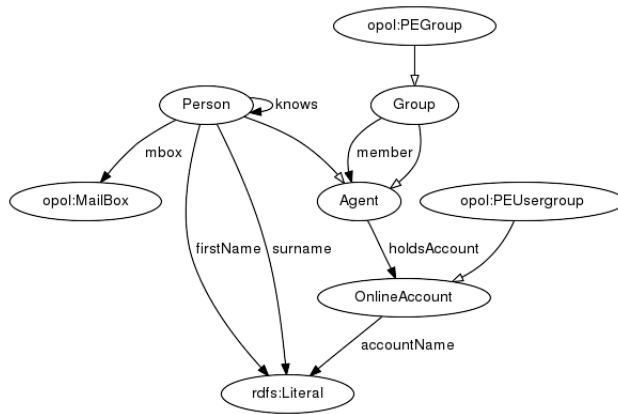 opol:PEGroup
Person
knows
Group
mbox
member
opol:MailBox
Agent
opol:PEUsergroup
firstName
surname
holdsAccount
OnlineAccount
accountName
rdfs:Literal